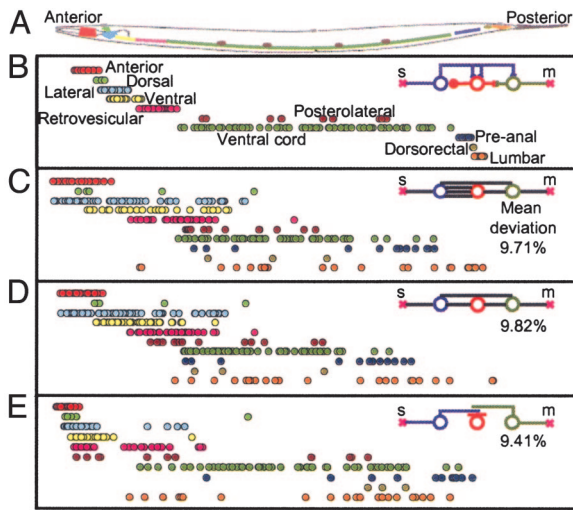 A Anterior Posterior
B Anterior s m
Dorsal
Lateral Ventral
Retrovesicular Posterolateral
Ventral cord Pre-anal
Dorsorectal Lumbar
C s m
Mean
deviation
9.71%
D s m
9.82%
E s m
9.41%